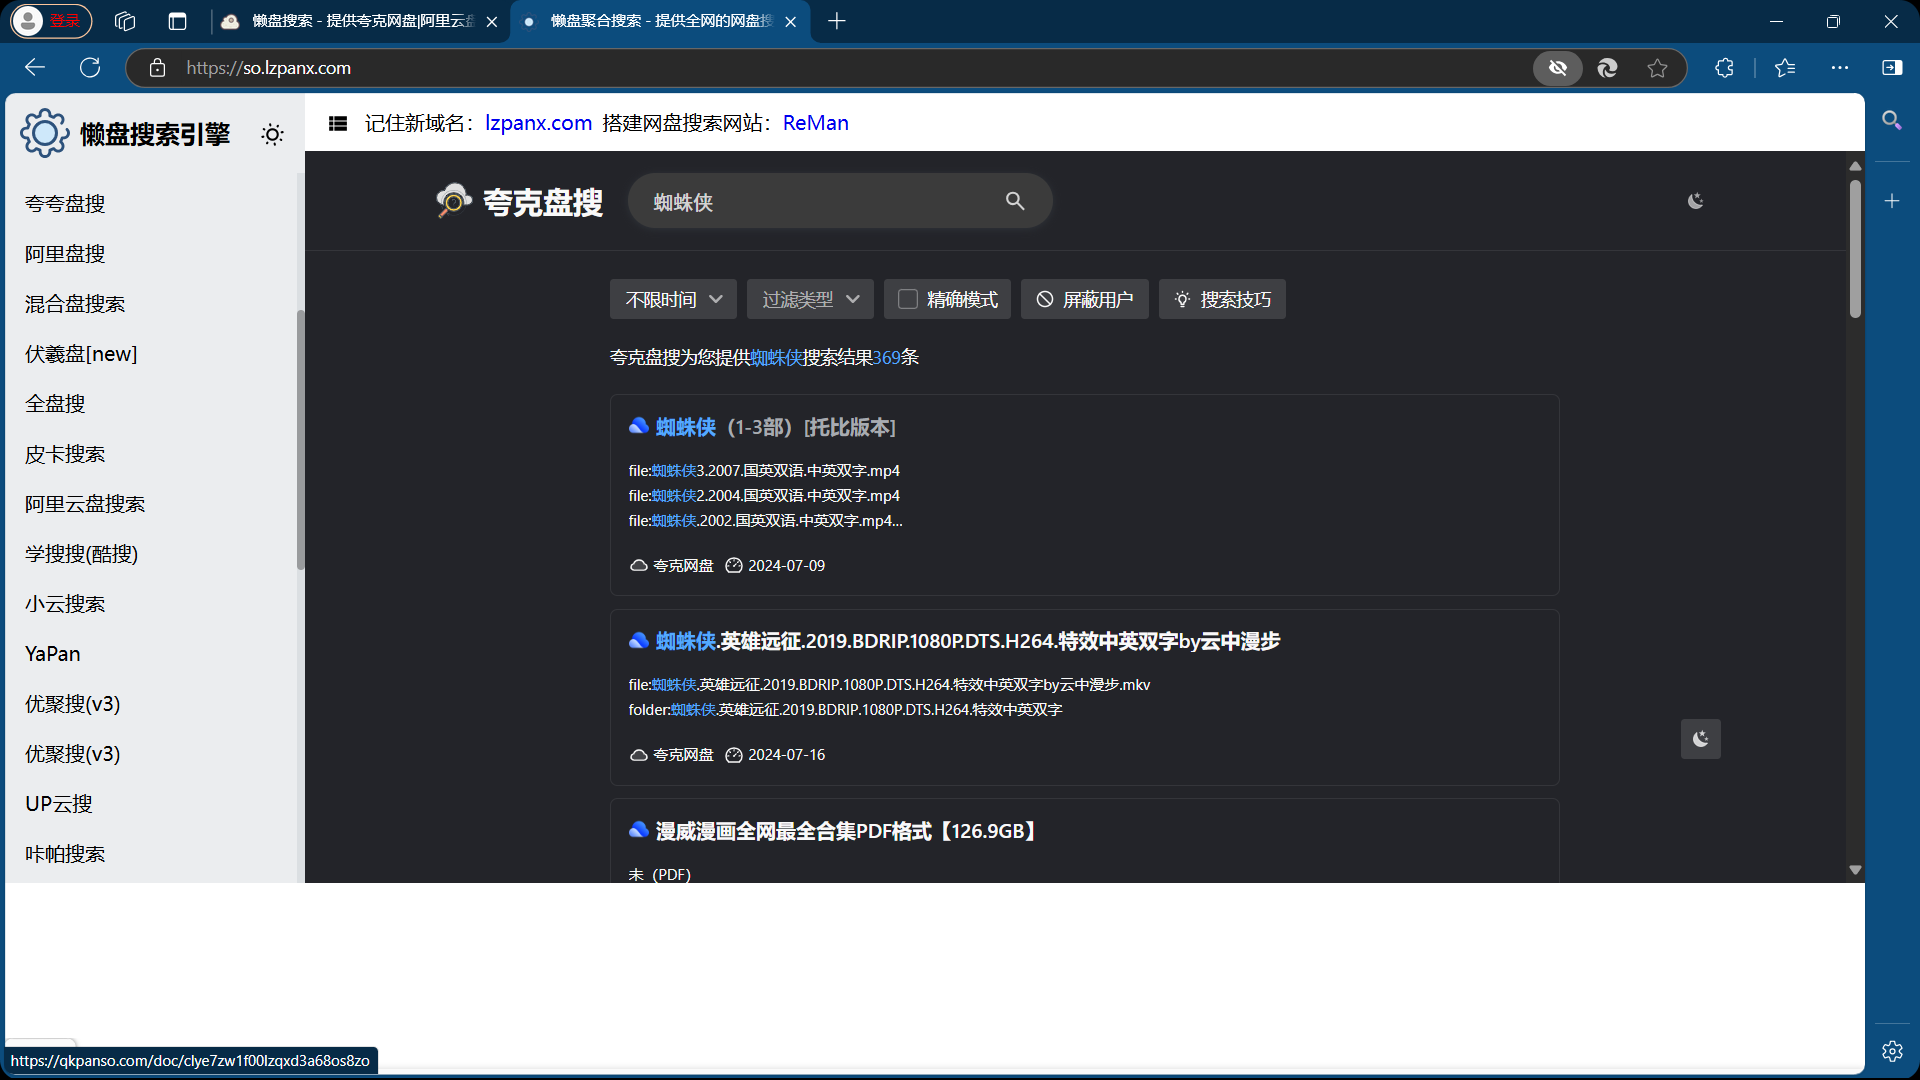 登录
懒盘搜索 - 提供夸克网盘|阿里云盘
懒盘聚合搜索 - 提供全网的网盘搜
https://so.lzpanx.com
懒盘搜索引擎
记住新域名：lzpanx.com 搭建网盘搜索网站：ReMan
夸夸盘搜
阿里盘搜
混合盘搜索
伏羲盘[new]
全盘搜
皮卡搜索
阿里云盘搜索
学搜搜(酷搜)
小云搜索
YaPan
优聚搜(v3)
优聚搜(v3)
UP云搜
咔帕搜索
夸克盘搜
蜘蛛侠
不限时间
过滤类型
精确模式
屏蔽用户
搜索技巧
夸克盘搜为您提供蜘蛛侠搜索结果369条
蜘蛛侠（1-3部）[托比版本]
file:蜘蛛侠3.2007.国英双语.中英双字.mp4
file:蜘蛛侠2.2004.国英双语.中英双字.mp4
file:蜘蛛侠.2002.国英双语.中英双字.mp4...
夸克网盘 2024-07-09
蜘蛛侠.英雄远征.2019.BDRIP.1080P.DTS.H264.特效中英双字by云中漫步
file:蜘蛛侠.英雄远征.2019.BDRIP.1080P.DTS.H264.特效中英双字by云中漫步.mkv
folder:蜘蛛侠.英雄远征.2019.BDRIP.1080P.DTS.H264.特效中英双字
夸克网盘 2024-07-16
漫威漫画全网最全合集PDF格式【126.9GB】
未（PDF)
https://qkpanso.com/doc/clye7zw1f00lzqxd3a68os8zo